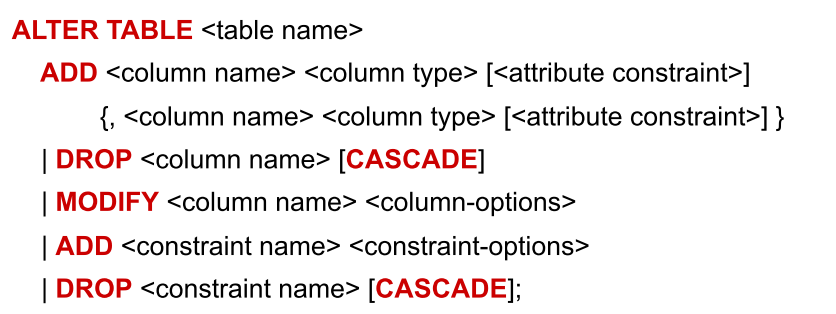 ALTER TABLE <table name>
ADD <column name> <column type> [<attribute constraint>]
{, <column name> <column type> [<attribute constraint>] }
| DROP <column name> [CASCADE]
| MODIFY <column name> <column-options>
| ADD <constraint name> <constraint-options>
| DROP <constraint name> [CASCADE];